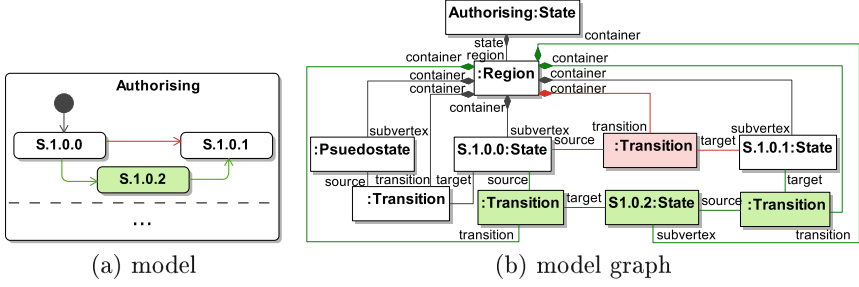 Authorising
S.1.0.0
S.1.0.1
S.1.0.2
...
(a) model
Authorising:State
state
region
container
container
container
:Region
container
container
container
container
container
container
subvertex
subvertex
transition
subvertex
:Psuedostate
S.1.0.0:State
source
:Transition
target
S.1.0.1:State
source
transition
target
source
target
:Transition
:Transition
target
S1.0.2:State
source
:Transition
transition
subvertex
transition
(b) model graph